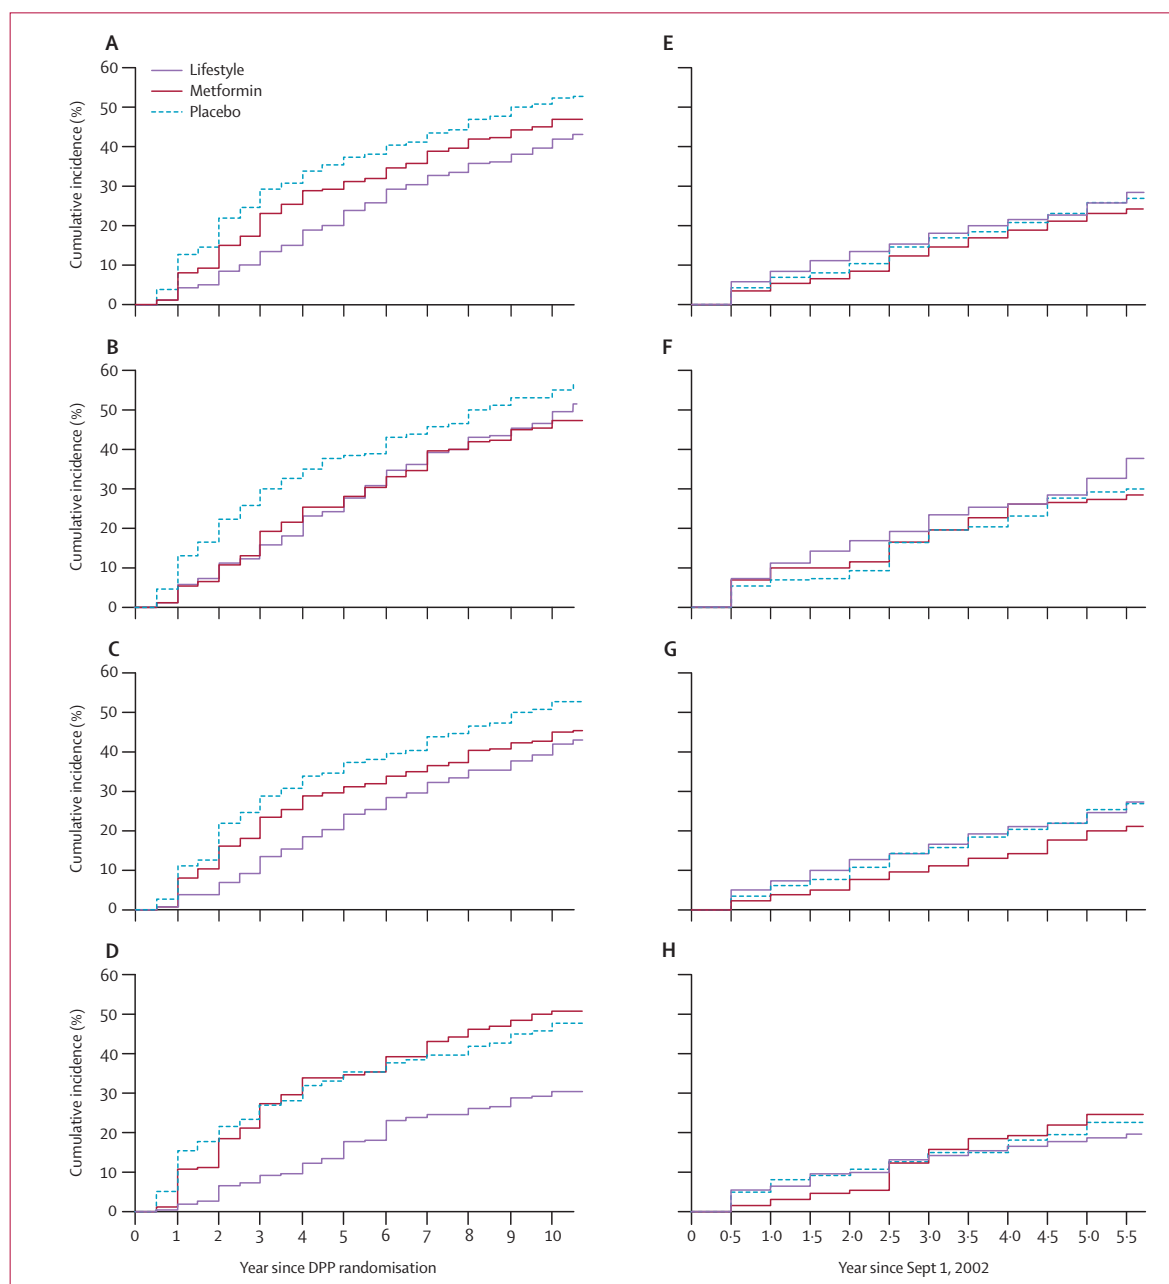 A
E
Lifestyle
Metformin
Placebo
Cumulative incidence (%)
60
50
40
30
20
10
0
B
F
Cumulative incidence (%)
60
50
40
30
20
10
0
C
G
Cumulative incidence (%)
60
50
40
30
20
10
0
D
H
Cumulative incidence (%)
60
50
40
30
20
10
0
0 1 2 3 4 5 6 7 8 9 10
0 0·5 1·0 1·5 2·0 2·5 3·0 3·5 4·0 4·5 5·0 5·5
Year since DPP randomisation
Year since Sept 1, 2002